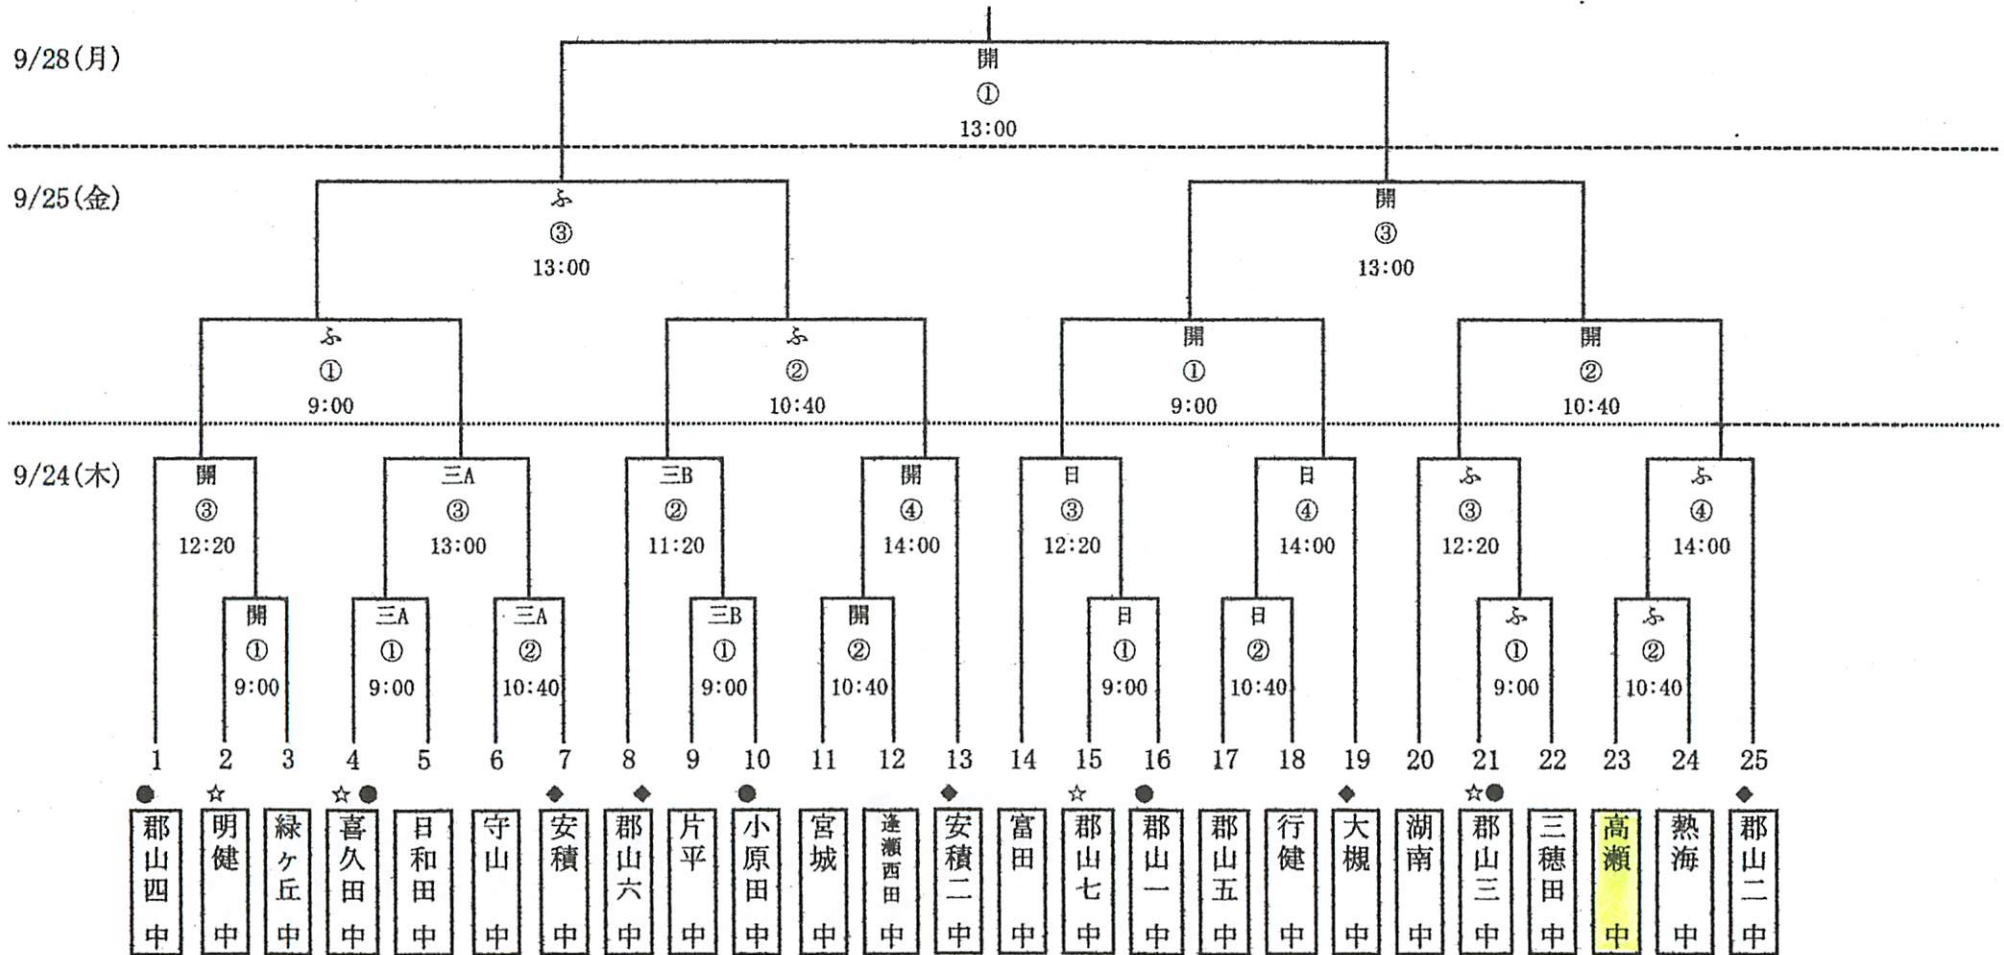 9/28(月)
開
①
13:00
9/25(金)
ふ
開
③
③
13:00
13:00
ふ
ふ
開
開
①
②
①
②
9:00
10:40
9:00
10:40
9/24(木)
開
三A
三B
開
日
日
ふ
ふ
③
③
②
④
③
④
③
④
12:20
13:00
11:20
14:00
12:20
14:00
12:20
14:00
開
三A
三A
三B
開
日
日
ふ
ふ
①
①
②
①
②
①
②
①
②
9:00
9:00
10:40
9:00
10:40
9:00
10:40
9:00
10:40
1 2 3 4 5 6 7 8 9 10 11 12 13 14 15 16 17 18 19 20 21 22 23 24 25
● ☆ ☆● ◆ ◆ ● ◆ ☆ ● ◆ ☆● ◆
郡山四中
明健中
緑ヶ丘中
喜久田中
日和田中
守山中
安積中
郡山六中
片平中
小原田中
宮城中
逢瀬西田中
安積二中
富田中
郡山七中
郡山一中
郡山五中
行健中
大槻中
湖南中
郡山三中
三穂田中
高瀬中
熱海中
郡山二中